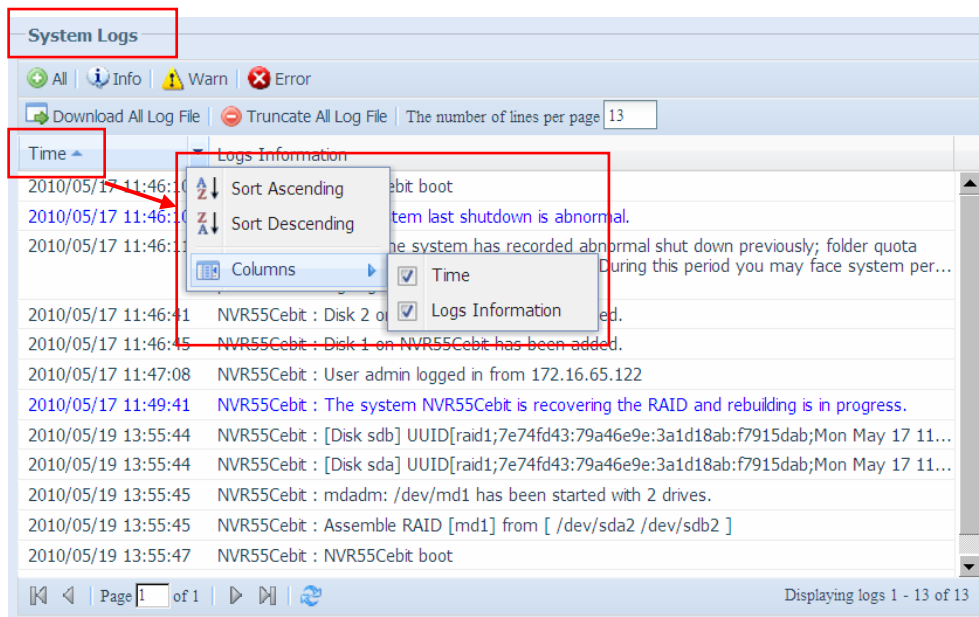 System Logs
All Info Warn Error
Download All Log File Truncate All Log File The number of lines per page 13
Time Logs Information
2010/05/17 11:46:10 ebit boot
Sort Ascending
2010/05/17 11:46:10 tem last shutdown is abnormal.
Sort Descending
2010/05/17 11:46:11 he system has recorded abnormal shut down previously; folder quota
During this period you may face system per...
Columns
Time
Logs Information
2010/05/17 11:46:41 NVR55Cebit : Disk 2 o ed.
2010/05/17 11:46:45 NVR55Cebit : Disk 1 on NVR55Cebit has been added.
2010/05/17 11:47:08 NVR55Cebit : User admin logged in from 172.16.65.122
2010/05/17 11:49:41 NVR55Cebit : The system NVR55Cebit is recovering the RAID and rebuilding is in progress.
2010/05/19 13:55:44 NVR55Cebit : [Disk sdb] UUID[raid1;7e74fd43:79a46e9e:3a1d18ab:f7915dab;Mon May 17 11...
2010/05/19 13:55:44 NVR55Cebit : [Disk sda] UUID[raid1;7e74fd43:79a46e9e:3a1d18ab:f7915dab;Mon May 17 11...
2010/05/19 13:55:45 NVR55Cebit : mdadm: /dev/md1 has been started with 2 drives.
2010/05/19 13:55:45 NVR55Cebit : Assemble RAID [md1] from [ /dev/sda2 /dev/sdb2 ]
2010/05/19 13:55:47 NVR55Cebit : NVR55Cebit boot
Page 1 of 1 Displaying logs 1 - 13 of 13